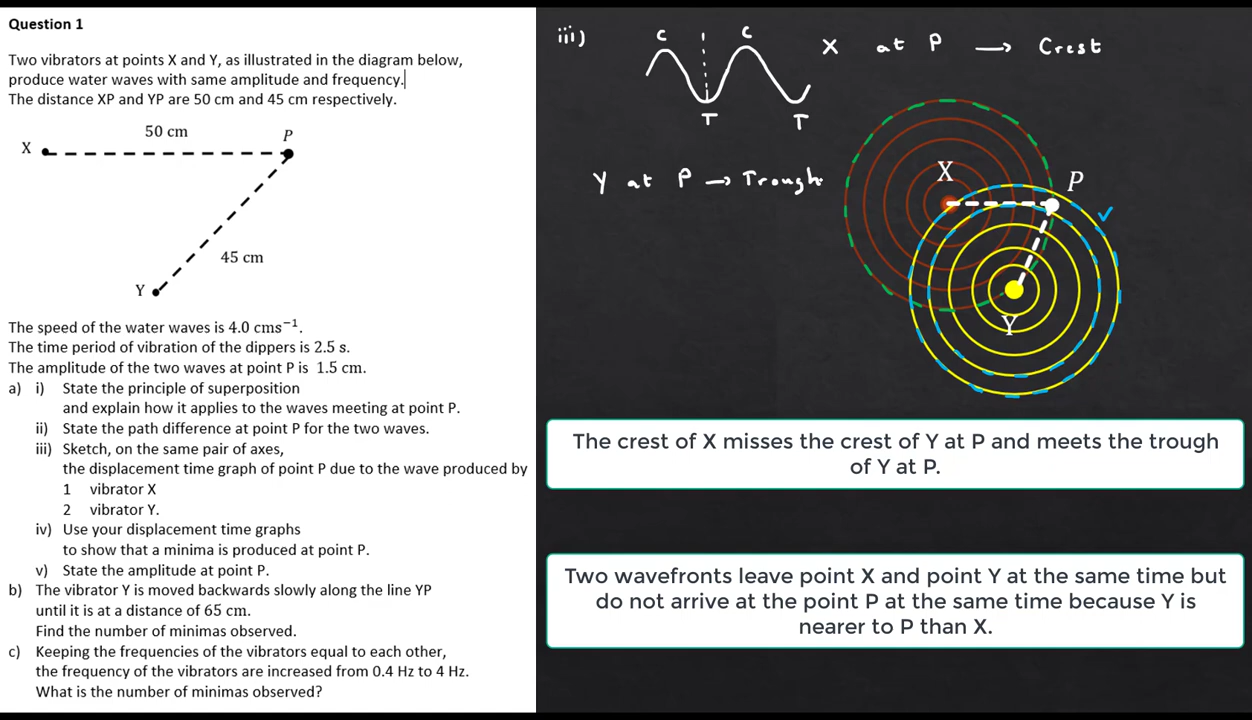 Question 1
Two vibrators at points X and Y, as illustrated in the diagram below,
produce water waves with same amplitude and frequency.
The distance XP and YP are 50 cm and 45 cm respectively.
50 cm
P
X
45 cm
Y
The speed of the water waves is 4.0 cms⁻¹.
The time period of vibration of the dippers is 2.5 s.
The amplitude of the two waves at point P is 1.5 cm.
a) i) State the principle of superposition
and explain how it applies to the waves meeting at point P.
ii) State the path difference at point P for the two waves.
iii) Sketch, on the same pair of axes,
the displacement time graph of point P due to the wave produced by
1 vibrator X
2 vibrator Y.
iv) Use your displacement time graphs
to show that a minima is produced at point P.
v) State the amplitude at point P.
b) The vibrator Y is moved backwards slowly along the line YP
until it is at a distance of 65 cm.
Find the number of minimas observed.
c) Keeping the frequencies of the vibrators equal to each other,
the frequency of the vibrators are increased from 0.4 Hz to 4 Hz.
What is the number of minimas observed?
iii)
C C
X at P → Crest
T T
Y at P → Trough
X
P
Y
The crest of X misses the crest of Y at P and meets the trough
of Y at P.
Two wavefronts leave point X and point Y at the same time but
do not arrive at the point P at the same time because Y is
nearer to P than X.